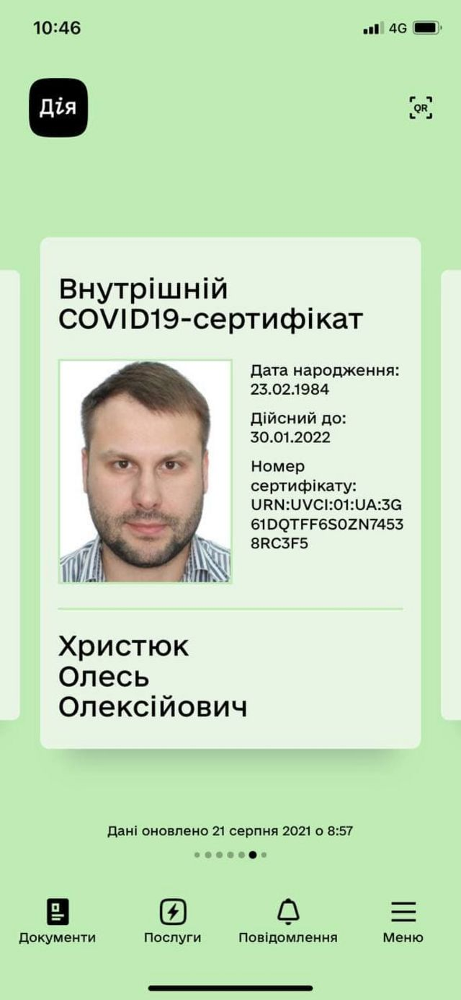 10:46
4G
Дія
QR
Внутрішній
COVID19-сертифікат
Дата народження:
23.02.1984
Дійсний до:
30.01.2022
Номер
сертифікату:
URN:UVCI:01:UA:3G
61DQTFF6S0ZN7453
8RC3F5
Христюк
Олесь
Олексійович
Дані оновлено 21 серпня 2021 о 8:57
Документи
Послуги
Повідомлення
Меню